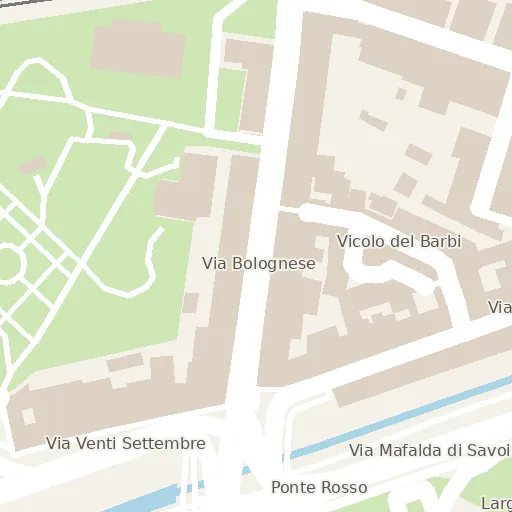 Vicolo del Barbi
Via Bolognese
Via
Via Venti Settembre
Via Mafalda di Savoi
Ponte Rosso
Larg